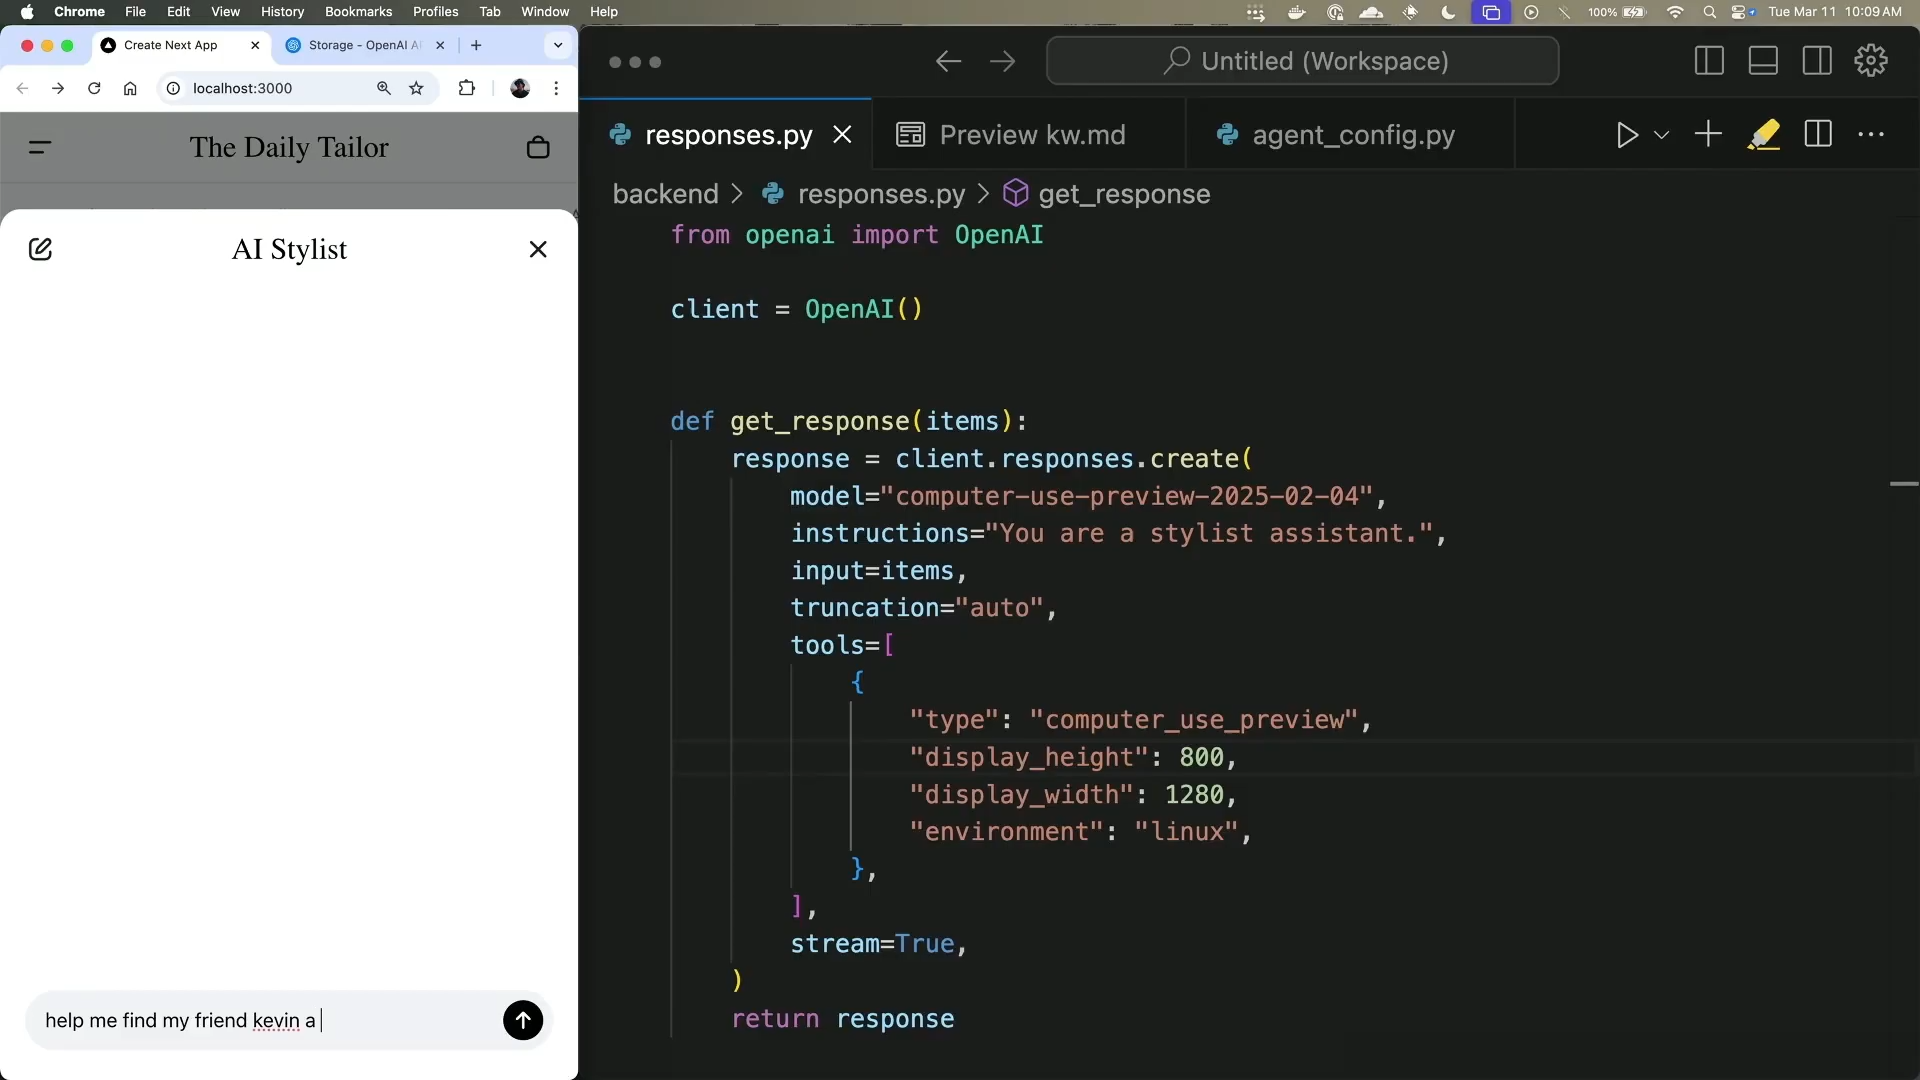 Chrome File Edit View History Bookmarks Profiles Tab Window Help 100% Tue Mar 11 10:09 AM
Create Next App
Storage - OpenAI A
localhost:3000
The Daily Tailor
AI Stylist
help me find my friend kevin a
Untitled (Workspace)
responses.py
Preview kw.md
agent_config.py
backend > responses.py > get_response
from openai import OpenAI
client = OpenAI()
def get_response(items):
response = client.responses.create(
model="computer-use-preview-2025-02-04",
instructions="You are a stylist assistant.",
input=items,
truncation="auto",
tools=[
{
"type": "computer_use_preview",
"display_height": 800,
"display_width": 1280,
"environment": "linux",
},
],
stream=True,
)
return response